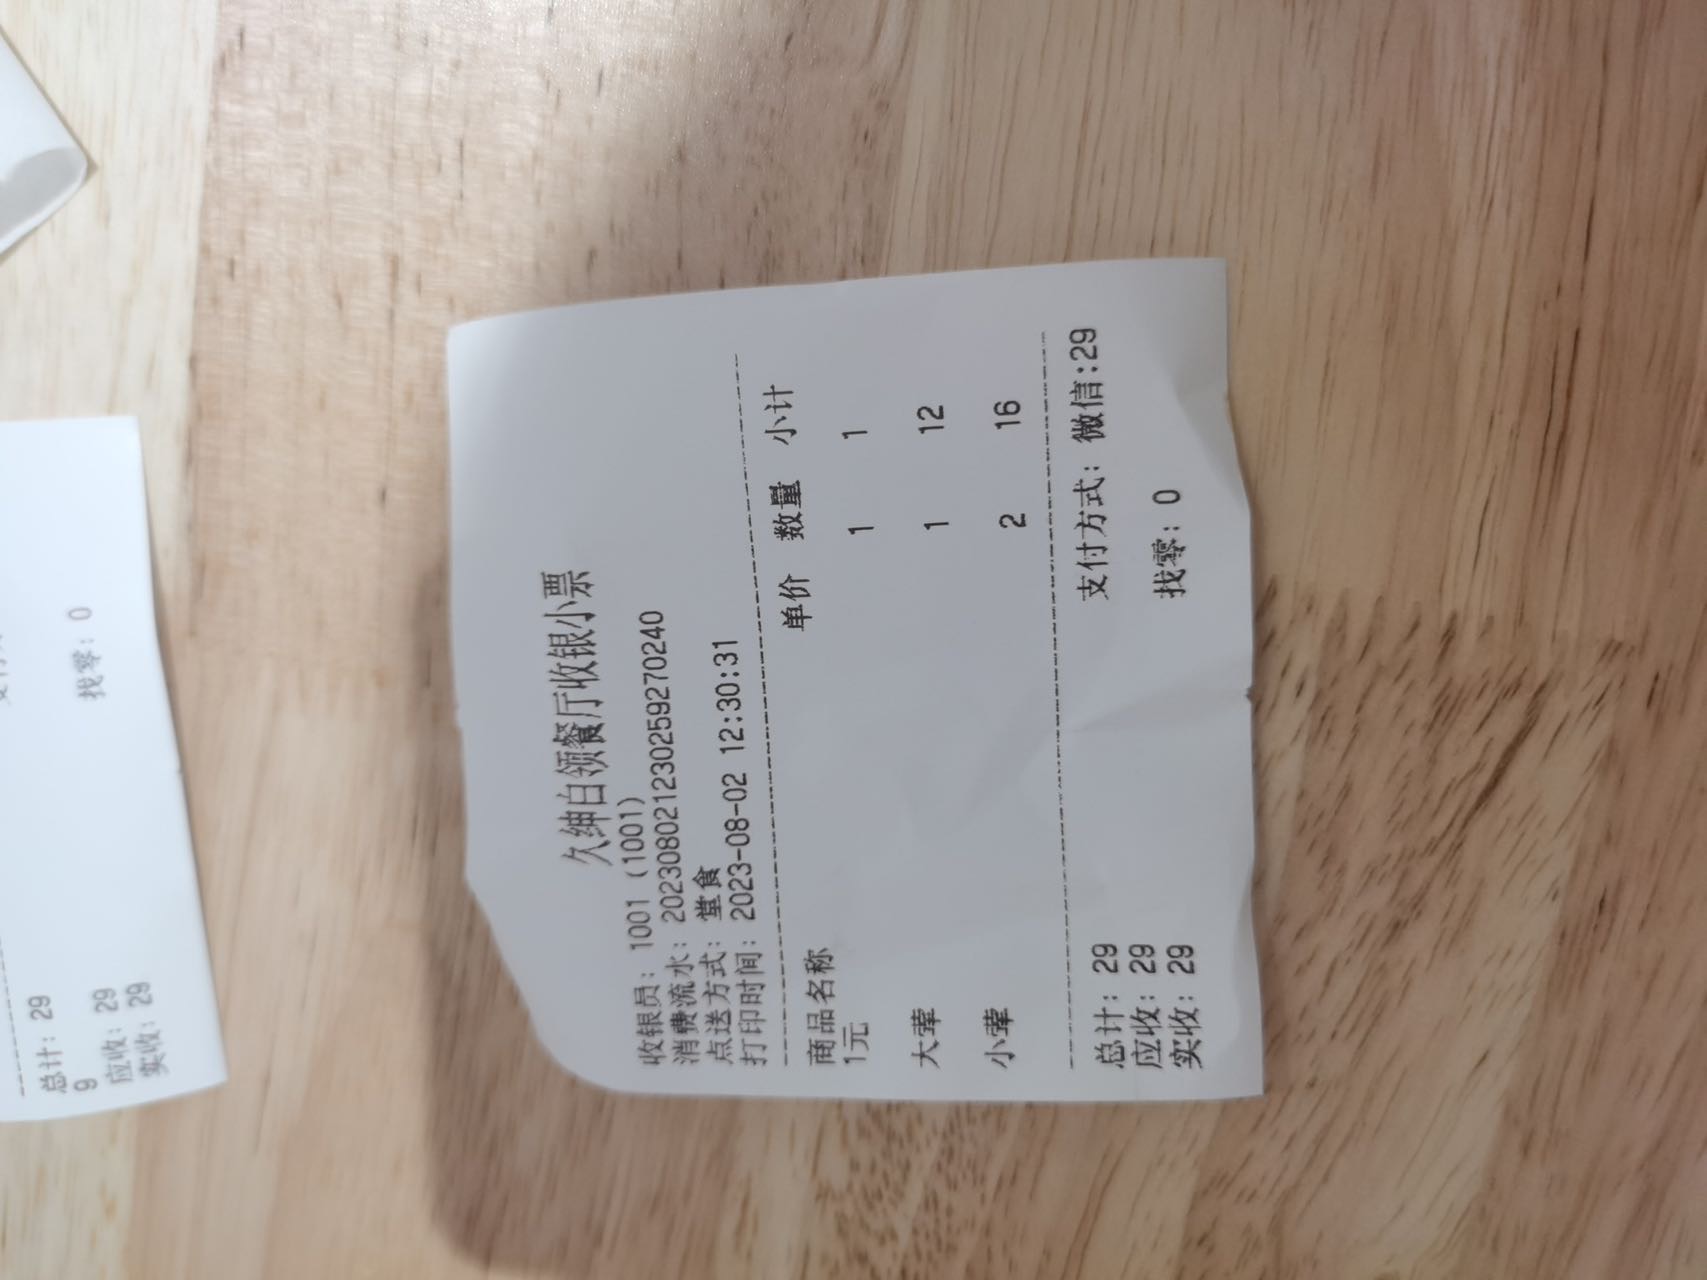 久绅白领餐厅收银小票
收银员: 1001 (1001)
消费流水: 202308021230259270240
点送方式: 堂食
打印时间: 2023-08-02 12:30:31
商品名称 单价 数量 小计
1元 1 1
大荤 1 12
小荤 2 16
总计: 29 支付方式: 微信:29
应收: 29
实收: 29 找零: 0
总计: 29
9
应收: 29
实收: 29
找零: 0